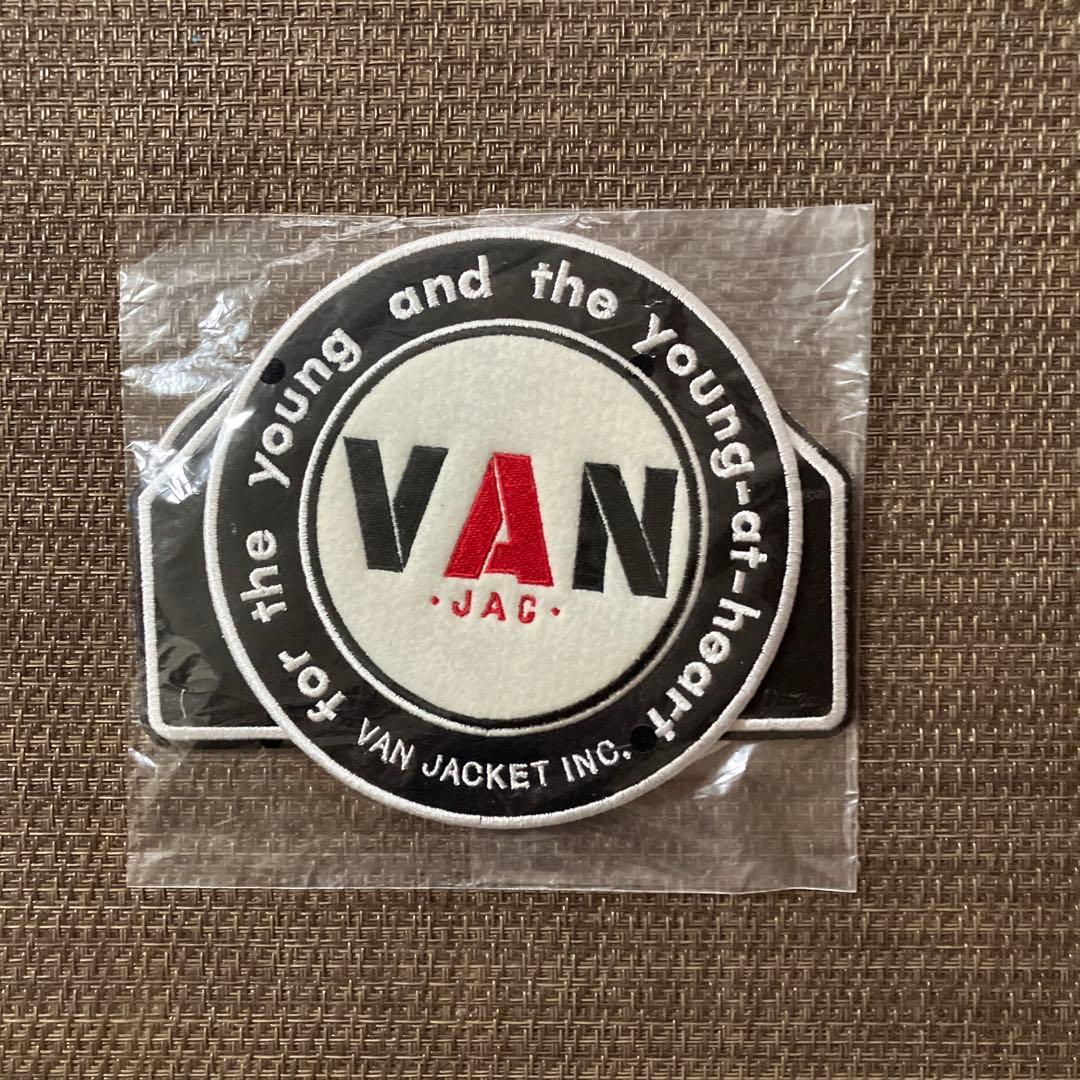 for the young and the young-at-heart
VAN
·JAC·
VAN JACKET INC.